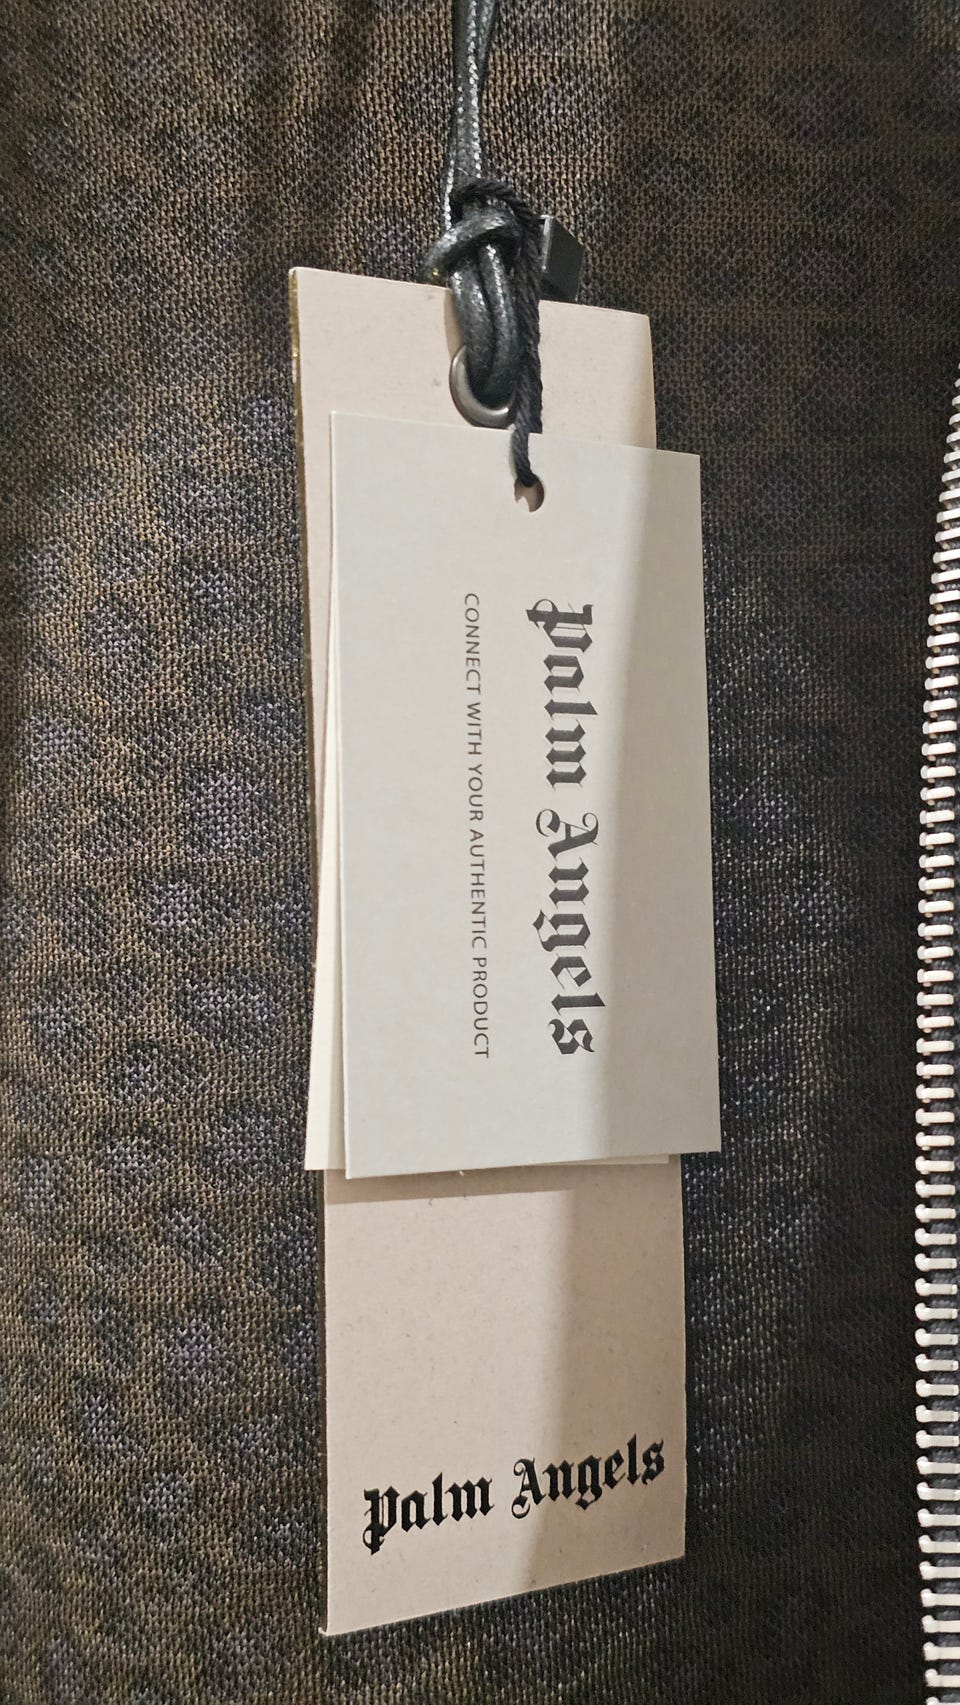 Palm Angels
CONNECT WITH YOUR AUTHENTIC PRODUCT
Palm Angels